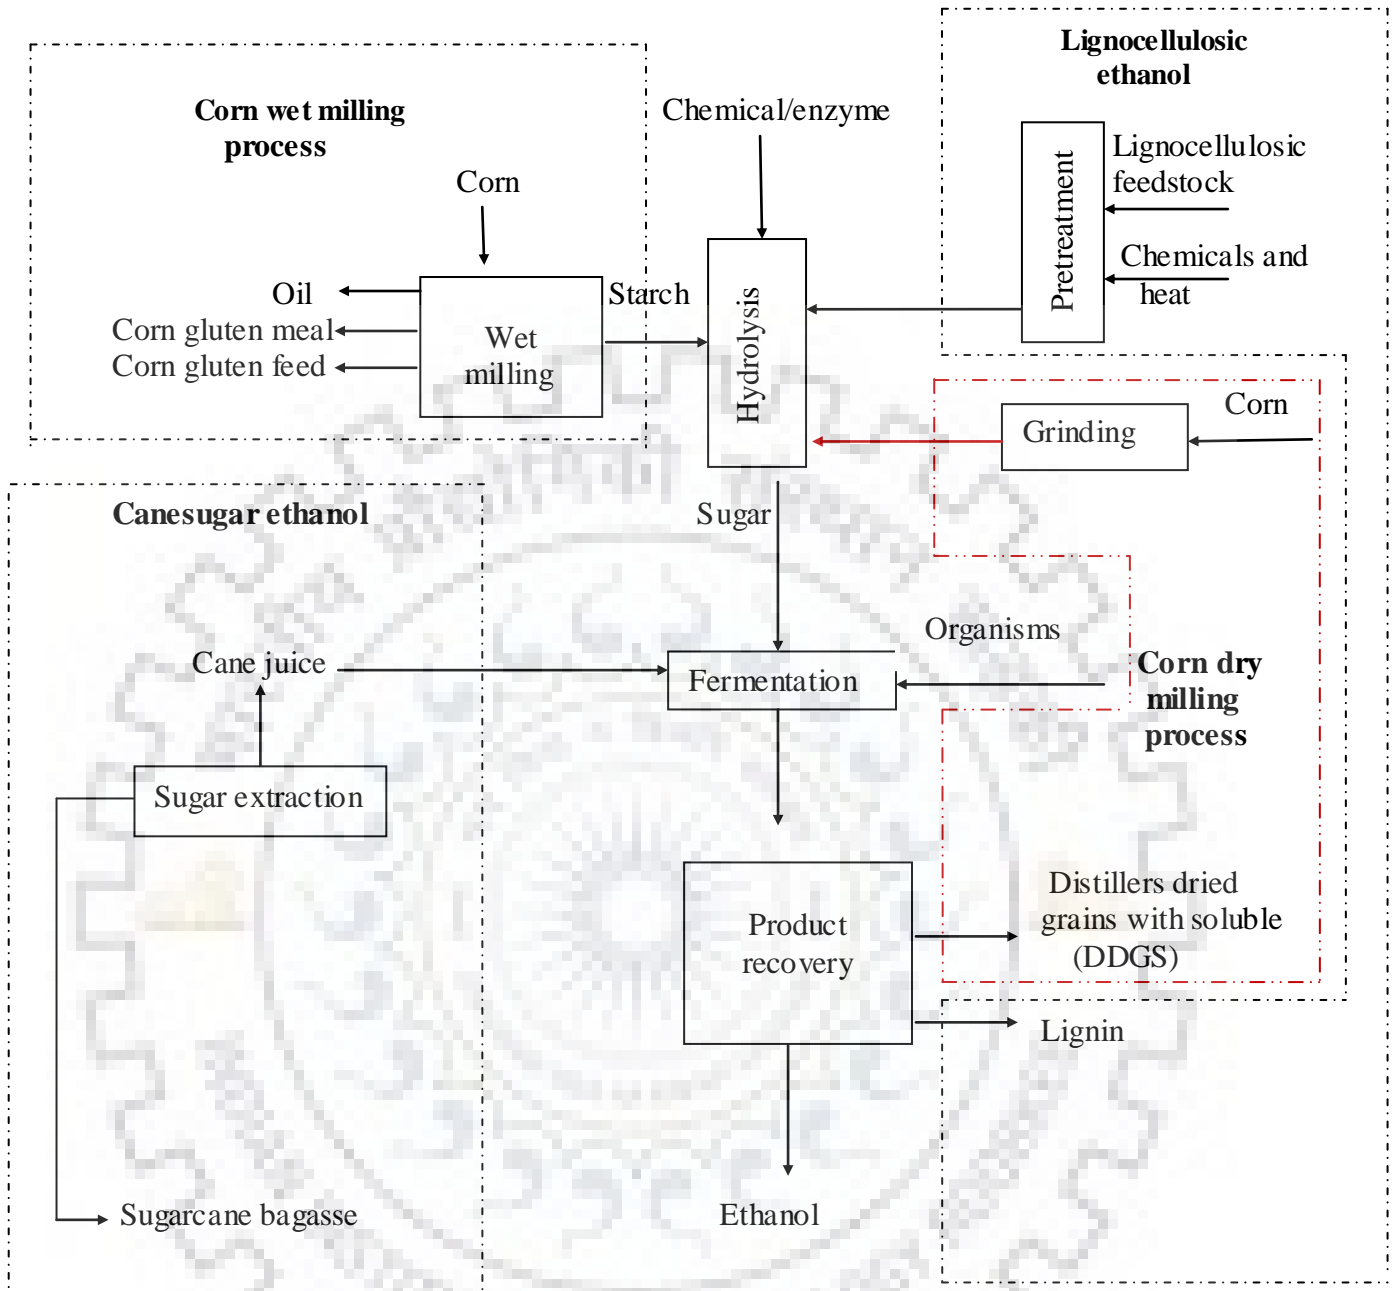 Lignocellulosic
ethanol
Corn wet milling
process
Chemical/enzyme
Lignocellulosic
feedstock
Pretreatment
Corn
Chemicals and
heat
Oil
Starch
Corn gluten meal
Corn gluten feed
Wet
milling
Hydrolysis
Corn
Grinding
Canesugar ethanol
Sugar
Organisms
Cane juice
Fermentation
Corn dry
milling
process
Sugar extraction
Distillers dried
grains with soluble
(DDGS)
Product
recovery
Lignin
Sugarcane bagasse
Ethanol